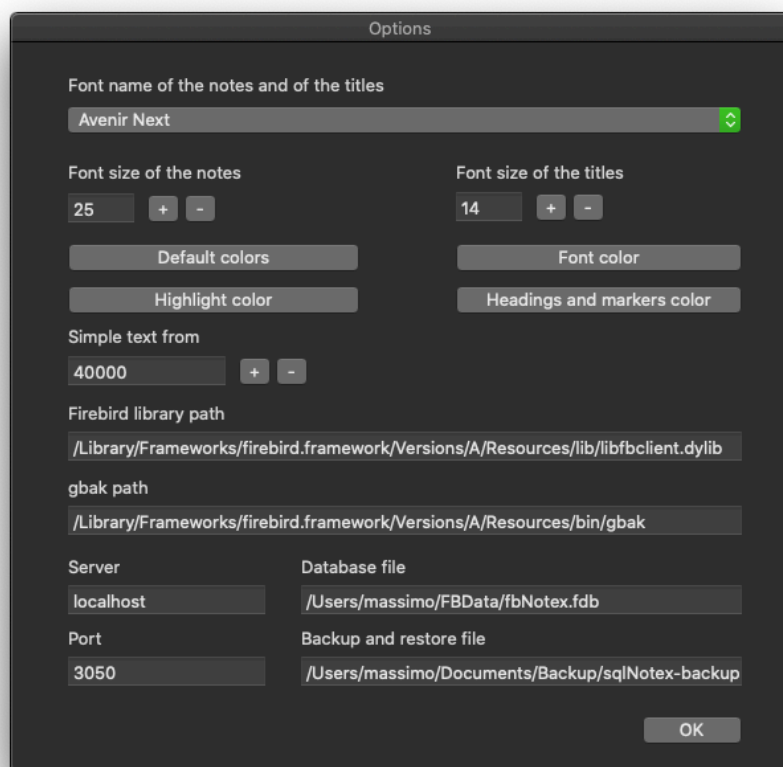 Options
Font name of the notes and of the titles
Avenir Next
Font size of the notes Font size of the titles
25 + - 14 + -
Default colors Font color
Highlight color Headings and markers color
Simple text from
40000 + -
Firebird library path
/Library/Frameworks/firebird.framework/Versions/A/Resources/lib/libfbclient.dylib
gbak path
/Library/Frameworks/firebird.framework/Versions/A/Resources/bin/gbak
Server Database file
localhost /Users/massimo/FBData/fbNotex.fdb
Port Backup and restore file
3050 /Users/massimo/Documents/Backup/sqlNotex-backup
OK